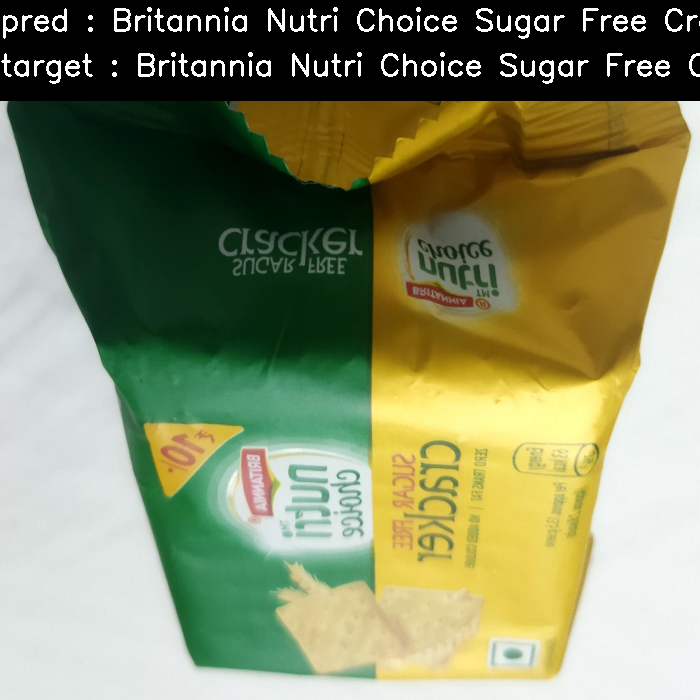 pred : Britannia Nutri Choice Sugar Free Cr
target : Britannia Nutri Choice Sugar Free C
cracker
SUGAR FREE
choice
nutri
BRITANNIA
₹10/-
BRITANNIA
nutri
choice
SUGAR FREE
cracker
ZERO TRANS FAT